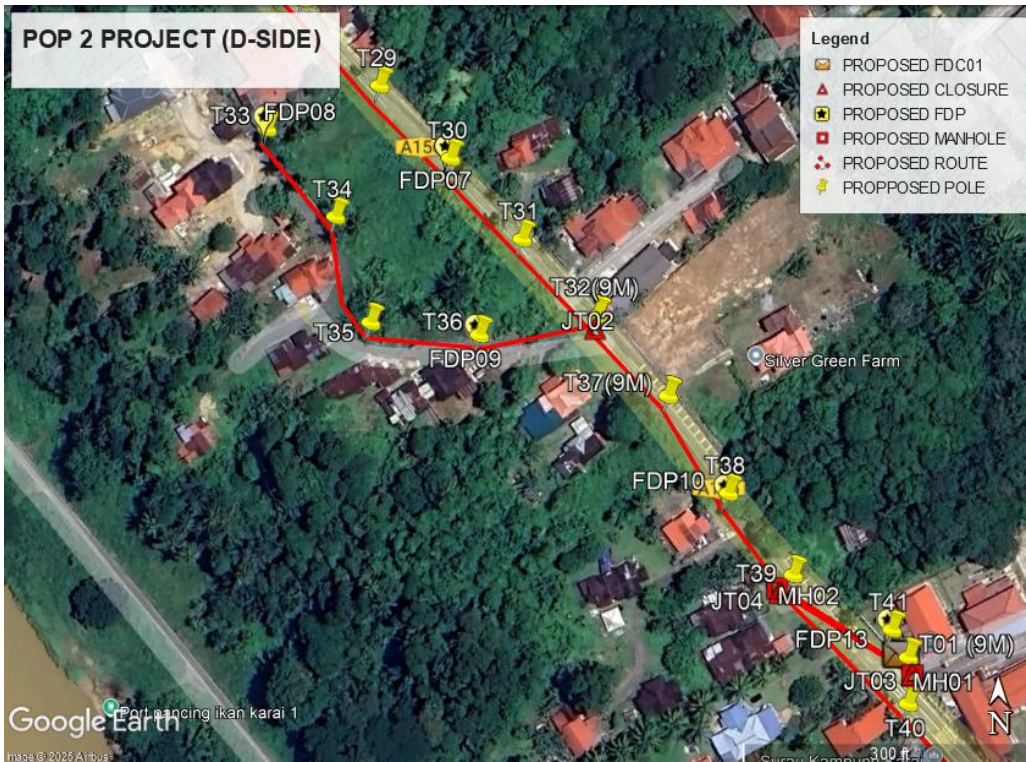 POP 2 PROJECT (D-SIDE)
Legend
PROPOSED FDC01
PROPOSED CLOSURE
PROPOSED FDP
PROPOSED MANHOLE
PROPOSED ROUTE
PROPPOSED POLE
T29
T33
FDP08
T30
A15
FDP07
T34
T31
T32(9M)
JT02
T35
T36
FDP09
Silver Green Farm
T37(9M)
T38
FDP10
T39
MH02
JT04
T41
FDP13
T01 (9M)
JT03
MH01
T40
N
Port pancing ikan karai 1
Google Earth
Image © 2025 Airbus
300 ft